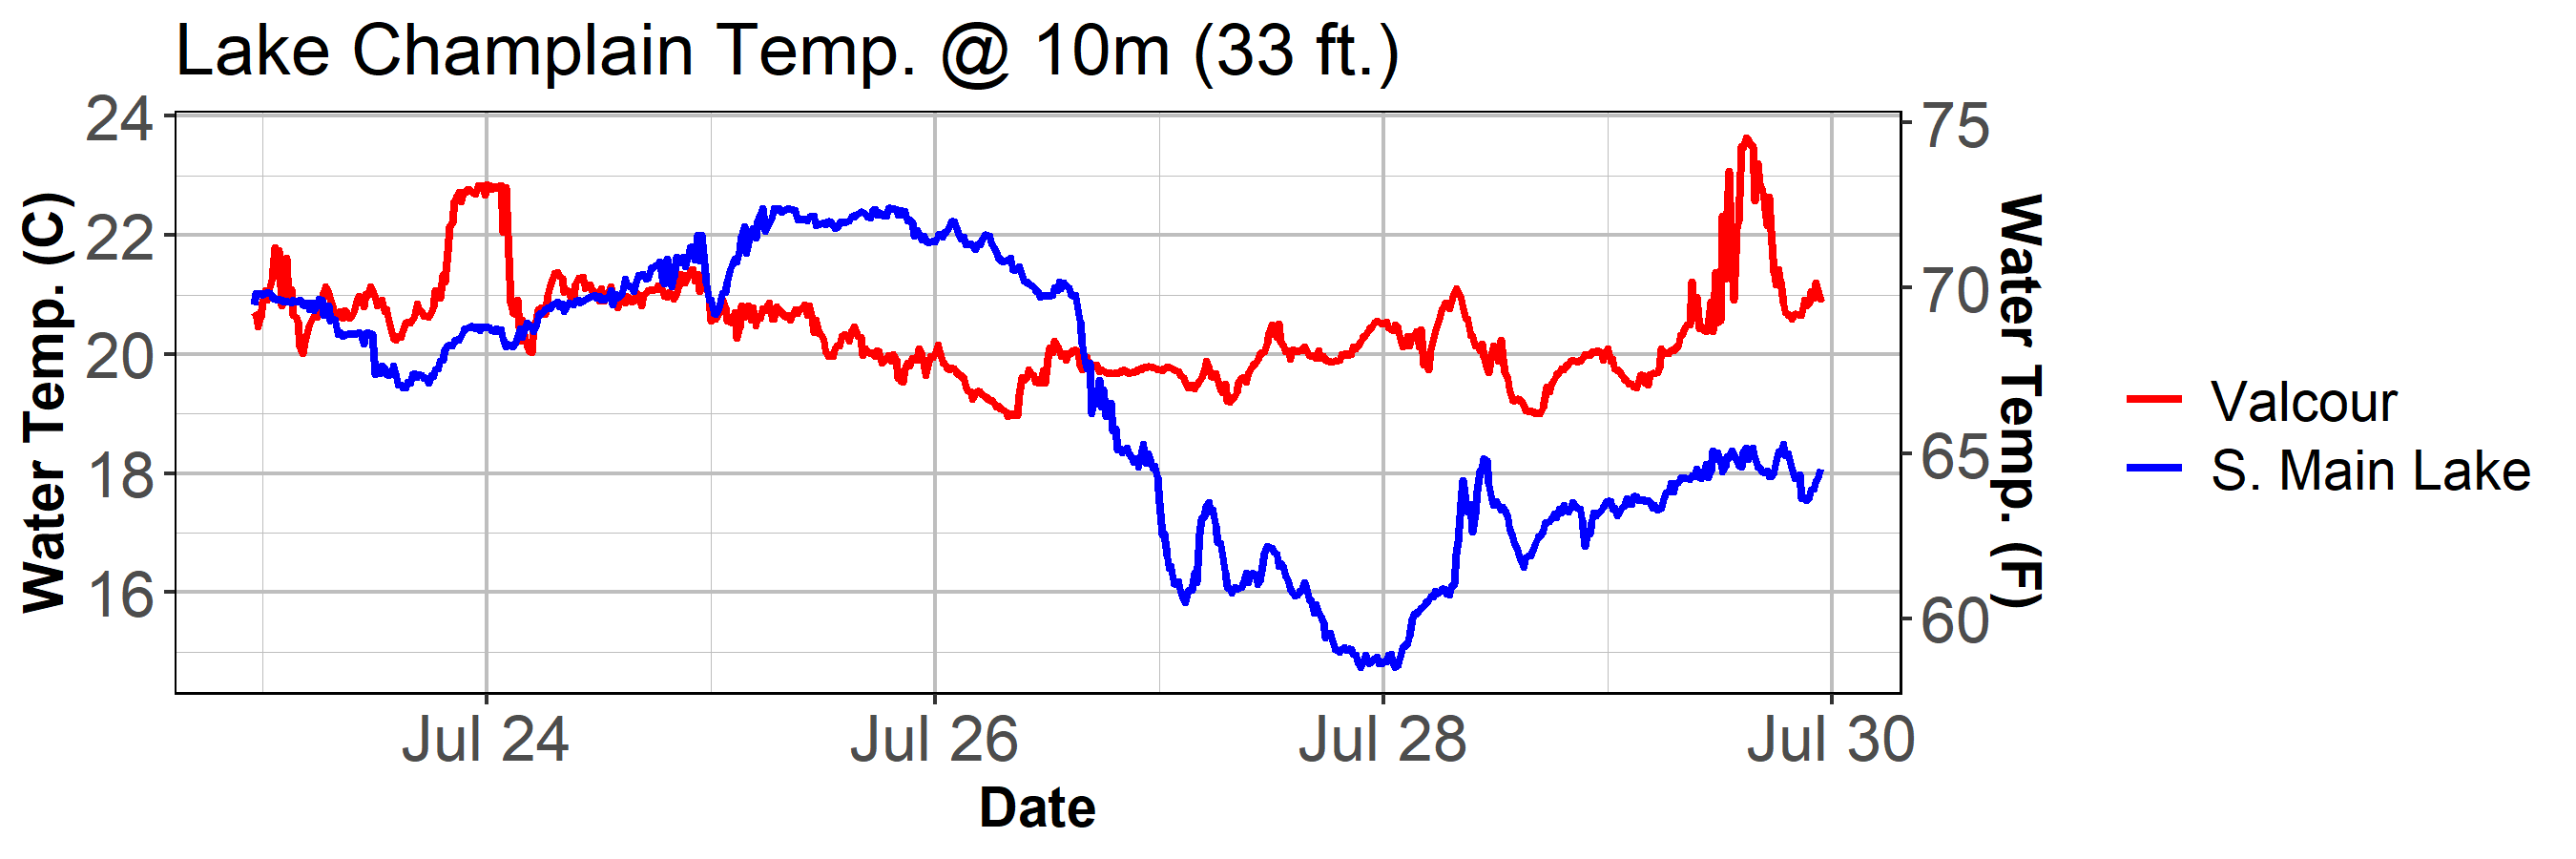 Lake Champlain Temp. @ 10m (33 ft.)
Water Temp. (C)
24
22
20
18
16
75
70
65
60
Water Temp. (F)
Jul 24 Jul 26 Jul 28 Jul 30
Date
Valcour
S. Main Lake